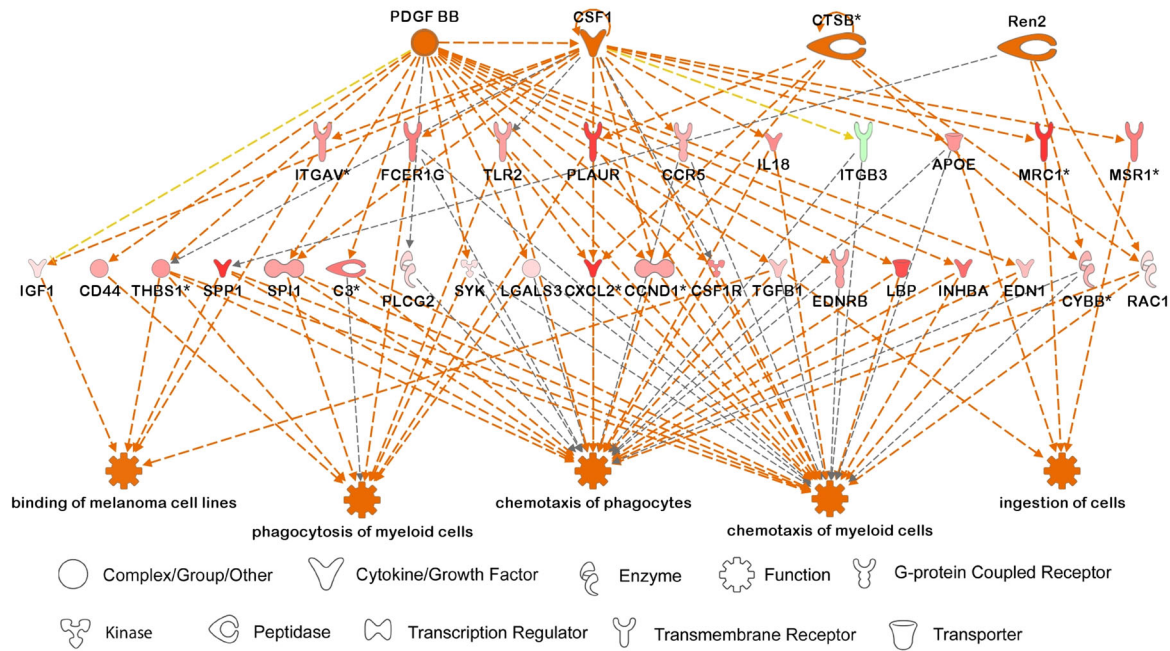 PDGF BB CSF1 CTSB* Ren2
ITGAV* FCER1G TLR2 PLAUR CCR5 IL18 ITGB3 APOE MRC1* MSR1*
IGF1 CD44 THBS1* SPP1 SPI1 C3* PLCG2 SYK LGALS3 CXCL2* CCND1* CSF1R TGFB1 EDNRB LBP INHBA EDN1 CYBB* RAC1
binding of melanoma cell lines
phagocytosis of myeloid cells
chemotaxis of phagocytes
chemotaxis of myeloid cells
ingestion of cells
Complex/Group/Other Cytokine/Growth Factor Enzyme Function G-protein Coupled Receptor
Kinase Peptidase Transcription Regulator Transmembrane Receptor Transporter